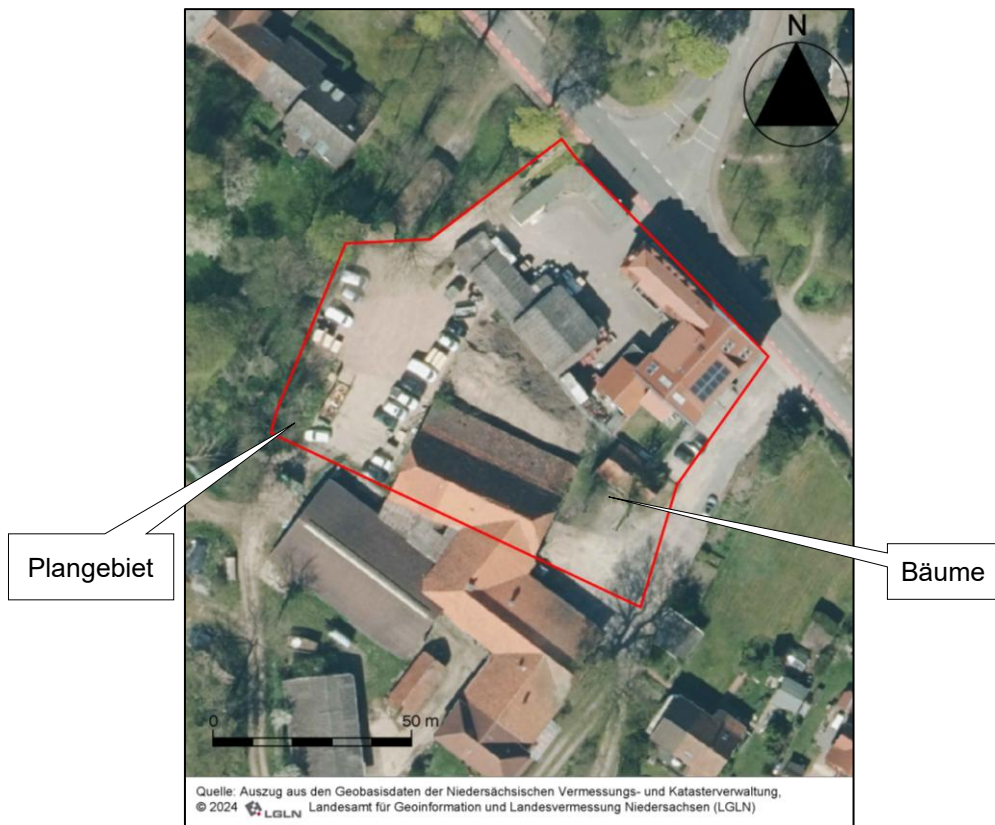 N
Plangebiet
Bäume
0 50 m
Quelle: Auszug aus den Geobasisdaten der Niedersächsischen Vermessungs- und Katasterverwaltung,
© 2024 LGLN Landesamt für Geoinformation und Landesvermessung Niedersachsen (LGLN)